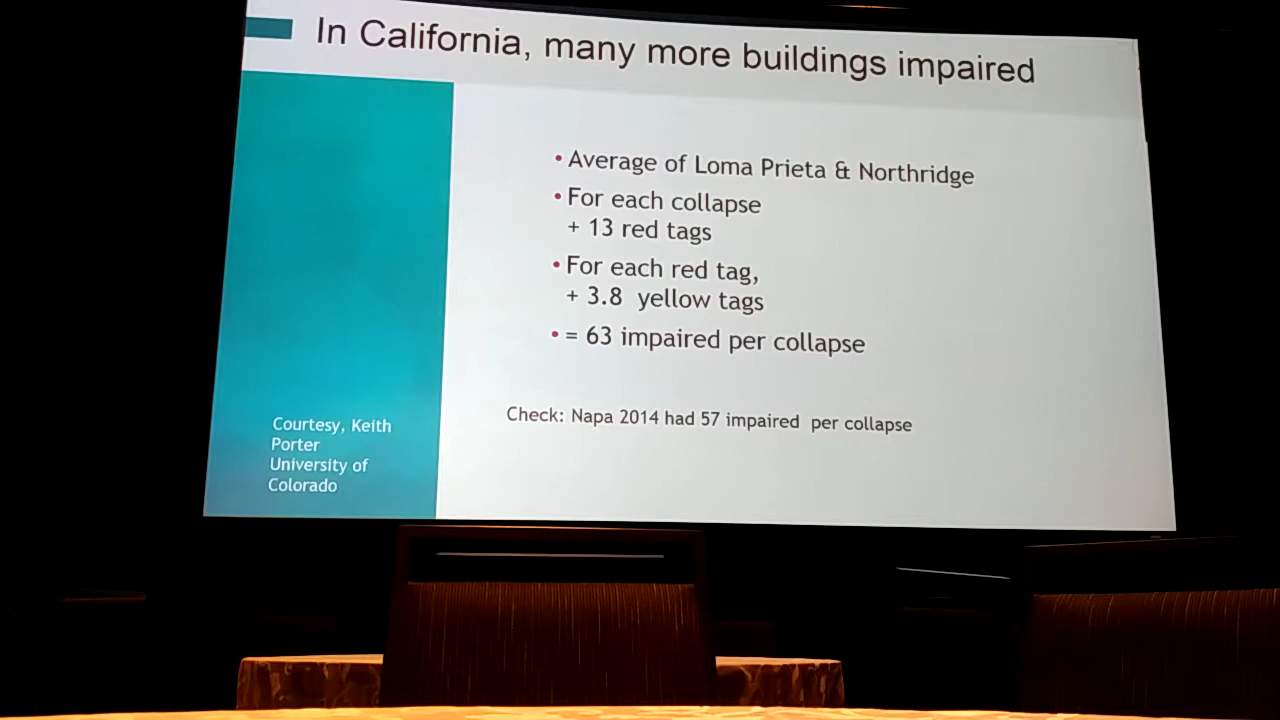 In California, many more buildings impaired
• Average of Loma Prieta & Northridge
• For each collapse
+ 13 red tags
• For each red tag,
+ 3.8 yellow tags
• = 63 impaired per collapse
Check: Napa 2014 had 57 impaired per collapse
Courtesy, Keith
Porter
University of
Colorado